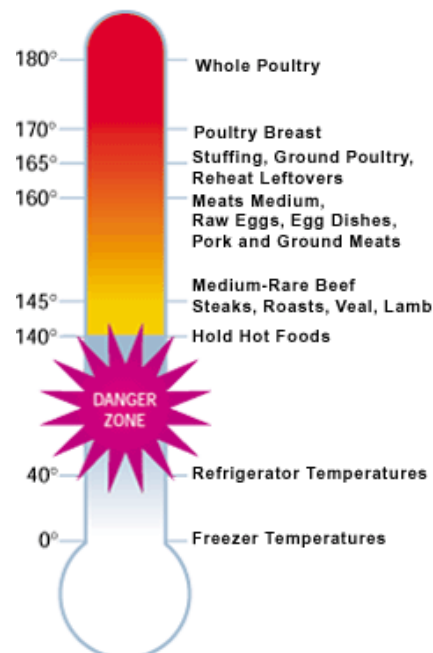 180° Whole Poultry
170° Poultry Breast
165° Stuffing, Ground Poultry,
Reheat Leftovers
160° Meats Medium,
Raw Eggs, Egg Dishes,
Pork and Ground Meats
Medium-Rare Beef
145° Steaks, Roasts, Veal, Lamb
140° Hold Hot Foods
DANGER
ZONE
40° Refrigerator Temperatures
0° Freezer Temperatures